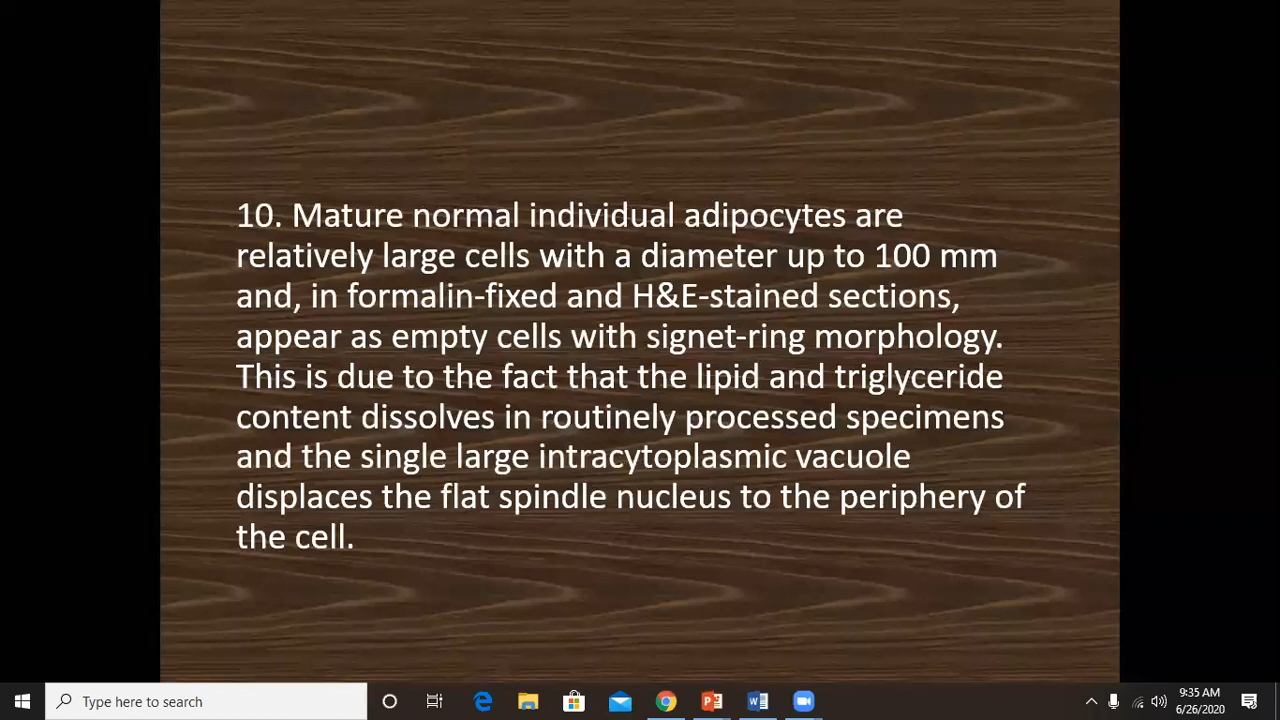 10. Mature normal individual adipocytes are
relatively large cells with a diameter up to 100 mm
and, in formalin-fixed and H&E-stained sections,
appear as empty cells with signet-ring morphology.
This is due to the fact that the lipid and triglyceride
content dissolves in routinely processed specimens
and the single large intracytoplasmic vacuole
displaces the flat spindle nucleus to the periphery of
the cell.
Type here to search
9:35 AM
6/26/2020